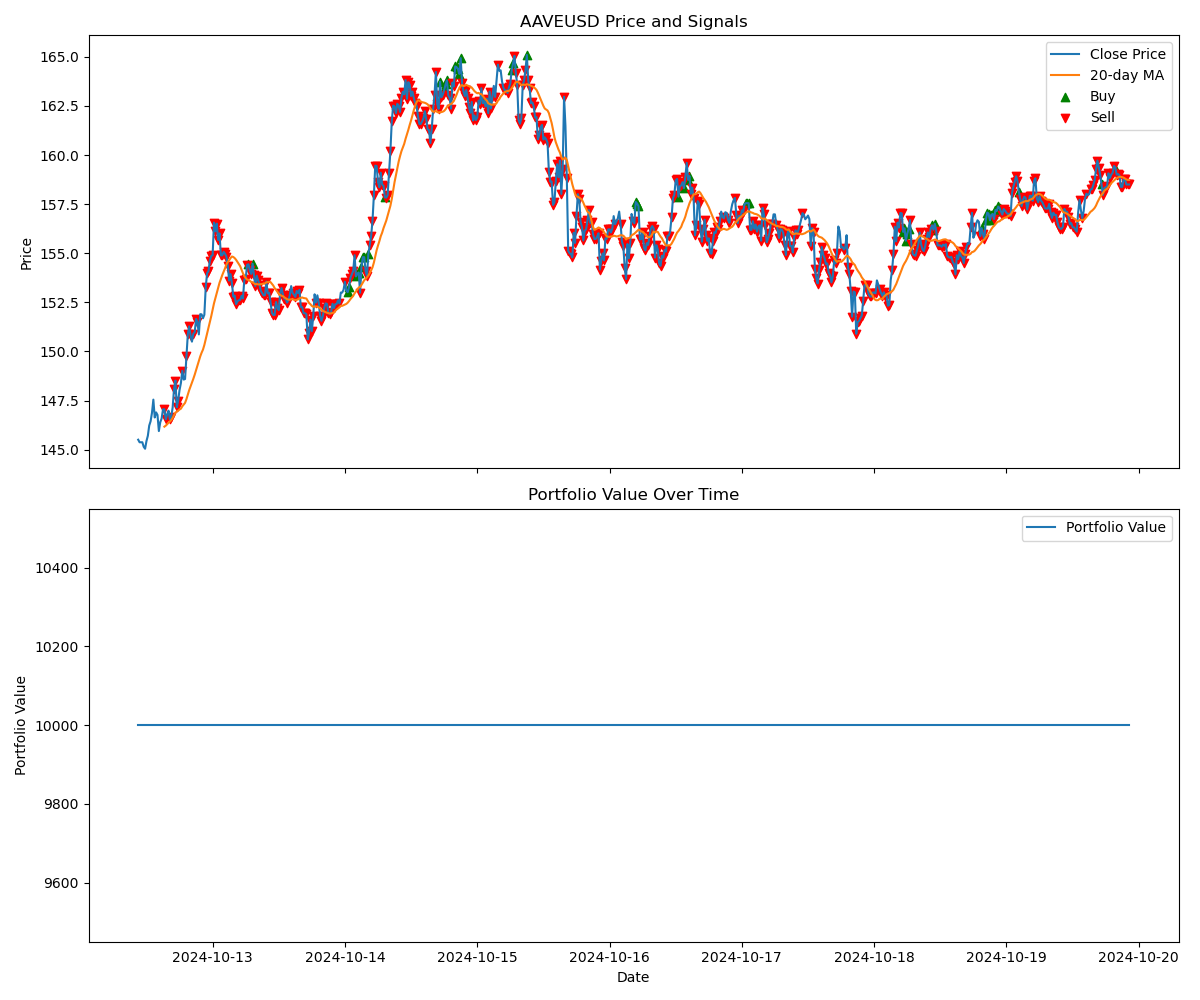 AAVEUSD Price and Signals
Price
165.0
162.5
160.0
157.5
155.0
152.5
150.0
147.5
145.0
Close Price
20-day MA
Buy
Sell
Portfolio Value Over Time
Portfolio Value
10400
10200
10000
9800
9600
Portfolio Value
2024-10-13
2024-10-14
2024-10-15
2024-10-16
2024-10-17
2024-10-18
2024-10-19
2024-10-20
Date